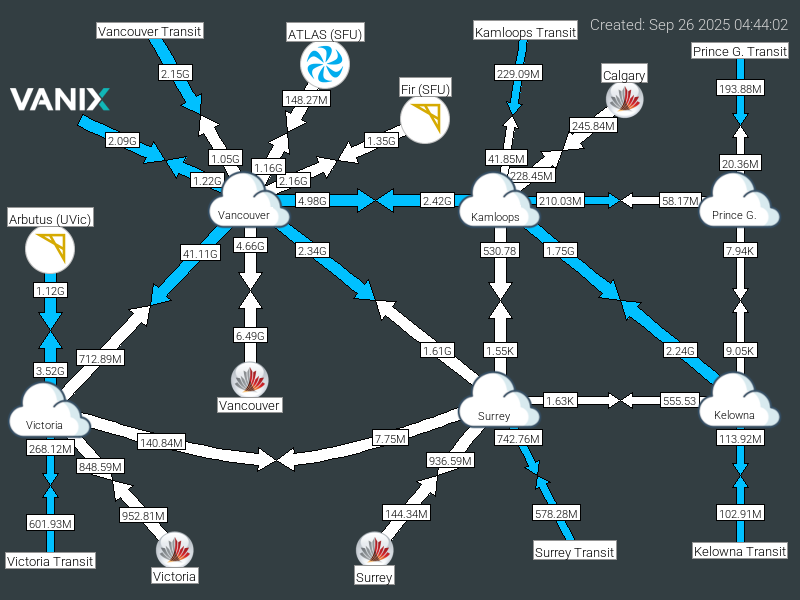 Created: Sep 26 2025 04:44:02
Vancouver Transit
ATLAS (SFU)
Kamloops Transit
Prince G. Transit
2.15G
229.09M
Calgary
193.88M
VANIX
148.27M
Fir (SFU)
245.84M
2.09G
1.35G
1.05G
41.85M
20.36M
1.16G
1.22G
2.16G
228.45M
4.98G
2.42G
210.03M
58.17M
Vancouver
Kamloops
Prince G.
Arbutus (UVic)
41.11G
4.66G
2.34G
530.78
1.75G
7.94K
1.12G
6.49G
712.89M
1.61G
1.55K
2.24G
9.05K
3.52G
Vancouver
1.63K
555.53
Victoria
Surrey
Kelowna
268.12M
140.84M
7.75M
742.76M
113.92M
848.59M
936.59M
952.81M
144.34M
578.28M
102.91M
601.93M
Victoria Transit
Victoria
Surrey
Surrey Transit
Kelowna Transit